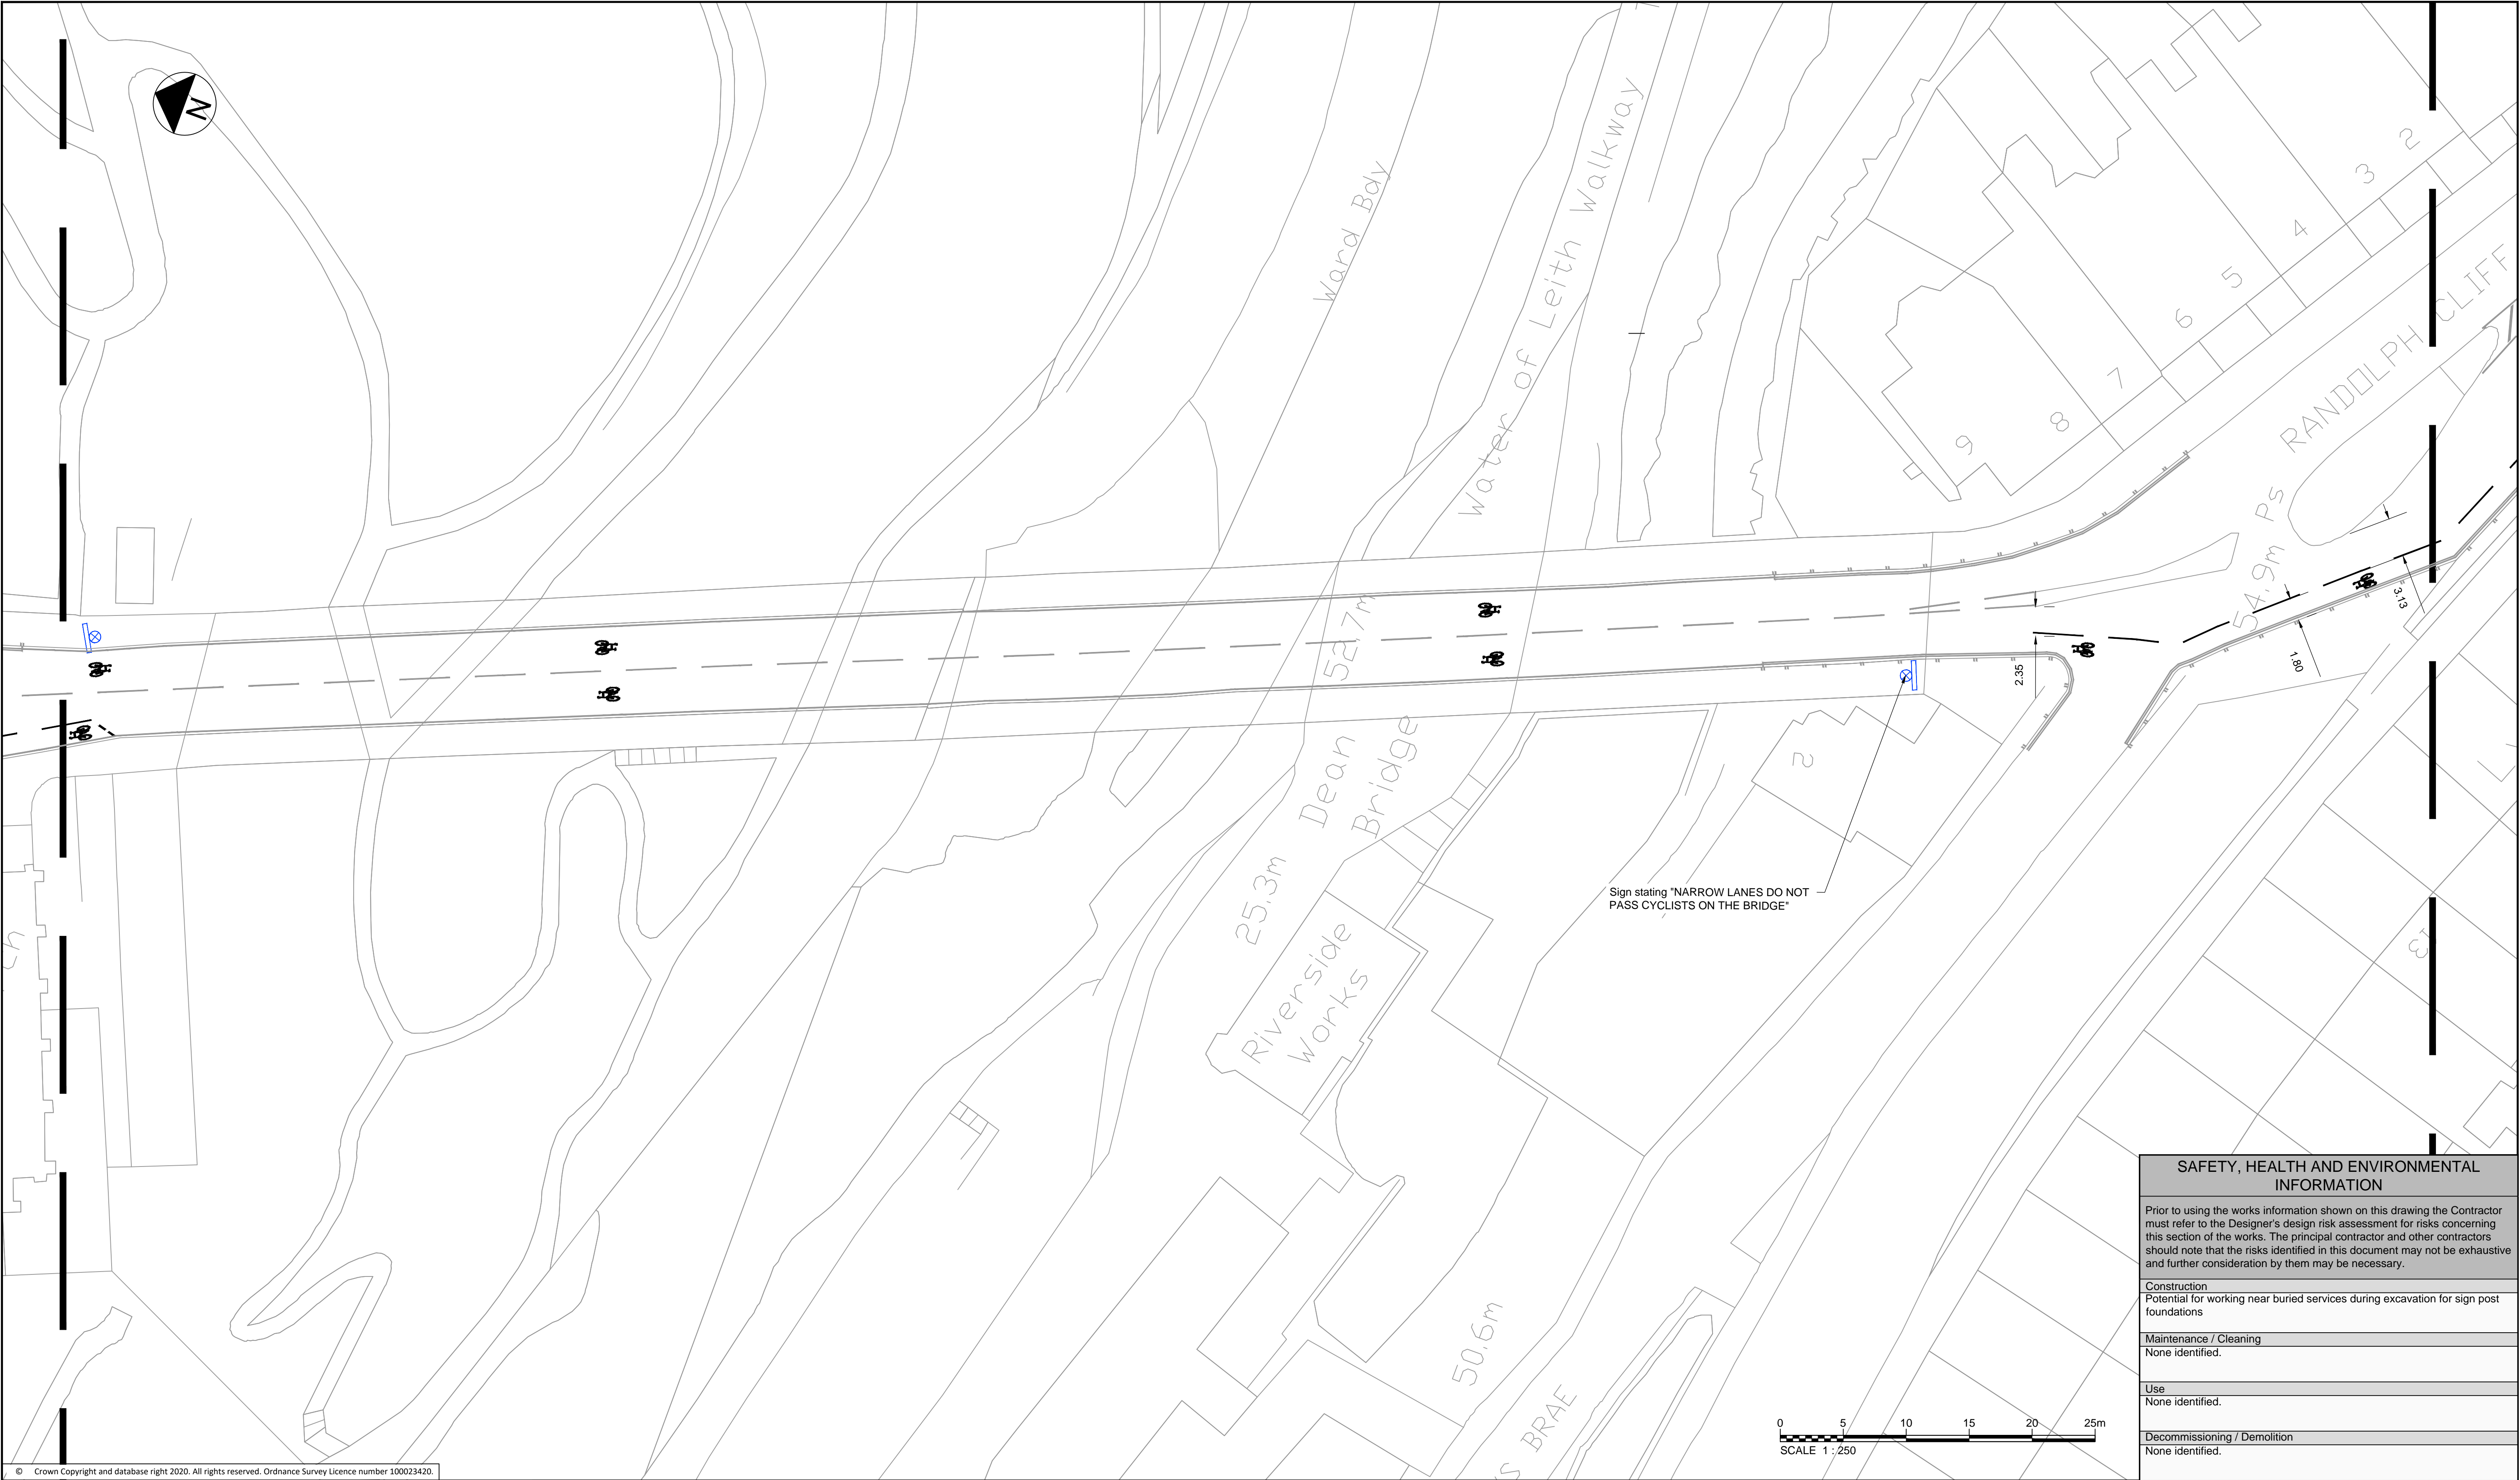 N
Ward Bdy
Water of Leith Walkway
2
3
4
5
6
7
8
9
RANDOLPH CLIFF
54.9m PS
52.7m
3.13
1.80
2.35
Dean
Bridge
2
25.3m
Sign stating "NARROW LANES DO NOT
PASS CYCLISTS ON THE BRIDGE"
Riverside
Works
13
50.6m
BRAE
0 5 10 15 20 25m
SCALE 1 : 250
SAFETY, HEALTH AND ENVIRONMENTAL
INFORMATION
Prior to using the works information shown on this drawing the Contractor
must refer to the Designer's design risk assessment for risks concerning
this section of the works. The principal contractor and other contractors
should note that the risks identified in this document may not be exhaustive
and further consideration by them may be necessary.
Construction
Potential for working near buried services during excavation for sign post
foundations
Maintenance / Cleaning
None identified.
Use
None identified.
Decommissioning / Demolition
None identified.
© Crown Copyright and database right 2020. All rights reserved. Ordnance Survey Licence number 100023420.